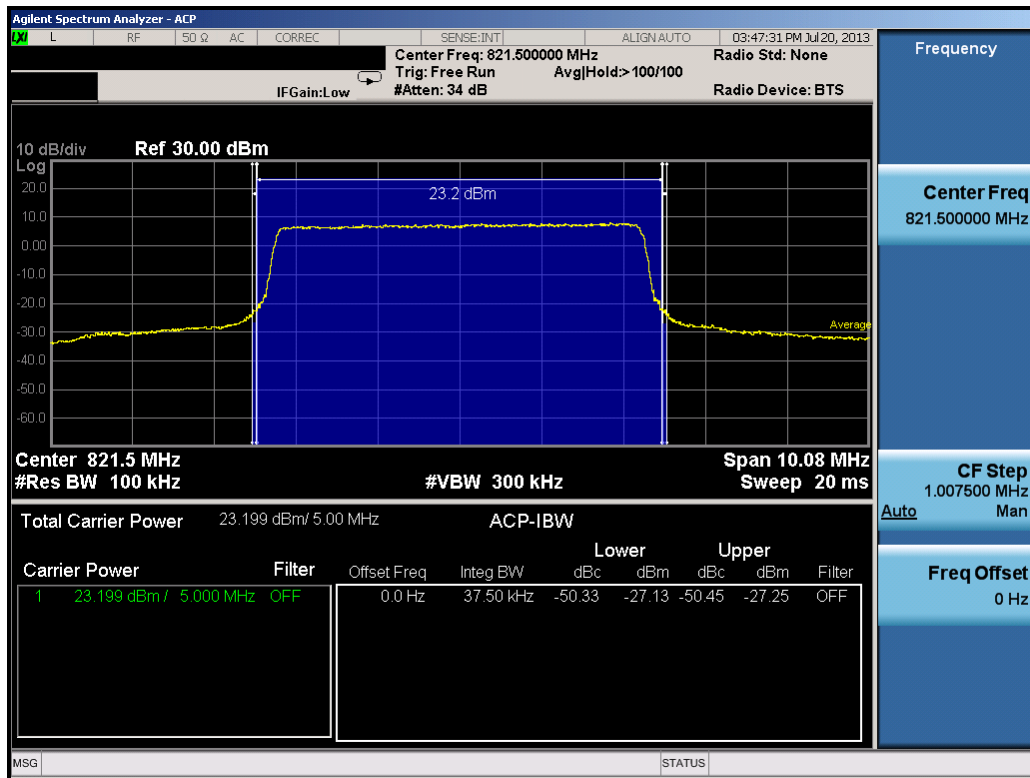 Agilent Spectrum Analyzer - ACP
LXI L RF 50 Ω AC CORREC SENSE:INT ALIGN AUTO 03:47:31 PM Jul 20, 2013
Center Freq: 821.500000 MHz Radio Std: None
Trig: Free Run Avg|Hold:> 100/100
IFGain:Low #Atten: 34 dB Radio Device: BTS
10 dB/div Ref 30.00 dBm
Log
20.0
10.0
0.00
-10.0
-20.0
-30.0
-40.0
-50.0
-60.0
23.2 dBm
Average
Center 821.5 MHz Span 10.08 MHz
#Res BW 100 kHz #VBW 300 kHz Sweep 20 ms
Total Carrier Power 23.199 dBm/ 5.00 MHz ACP-IBW
Lower Upper
Carrier Power Filter Offset Freq Integ BW dBc dBm dBc dBm Filter
1 23.199 dBm / 5.000 MHz OFF 0.0 Hz 37.50 kHz -50.33 -27.13 -50.45 -27.25 OFF
MSG STATUS
Frequency
Center Freq
821.500000 MHz
CF Step
1.007500 MHz
Auto Man
Freq Offset
0 Hz